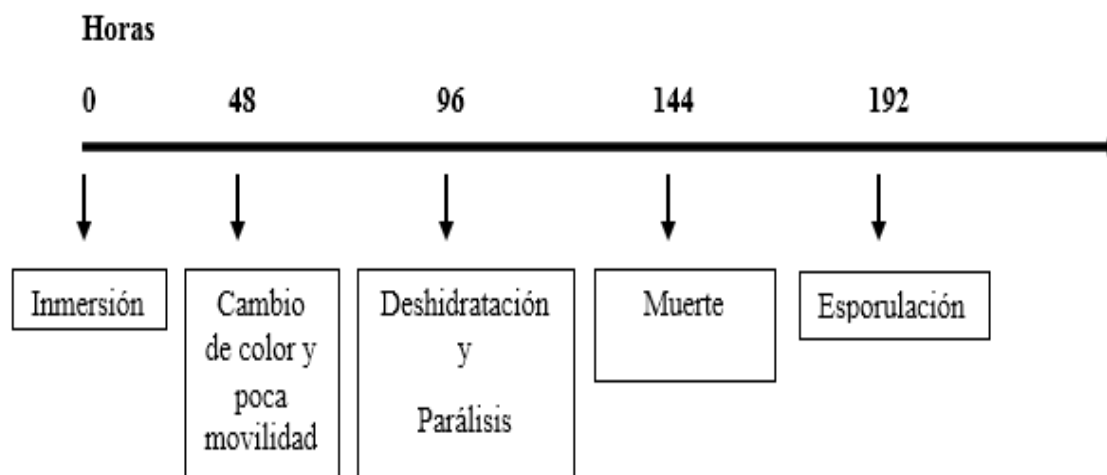 Horas
0 48 96 144 192
Inmersión
Cambio
de color y
poca
movilidad
Deshidratación
y
Parálisis
Muerte
Esporulación